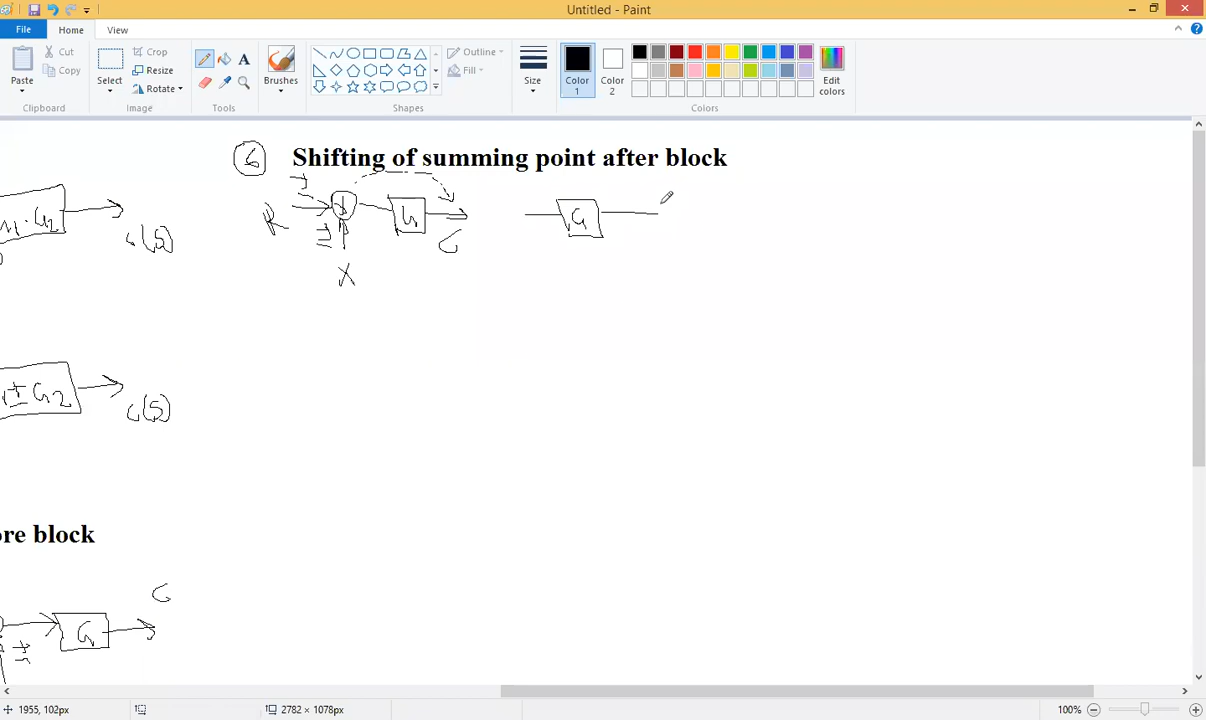 Untitled - Paint
File
Home
View
Paste
Cut
Copy
Clipboard
Select
Crop
Resize
Rotate
Image
Tools
Brushes
Shapes
Outline
Fill
Size
Color 1
Color 2
Colors
Edit colors
6 Shifting of summing point after block
R
G
C
X
G
G2
C(S)
± G2
C(S)
ore block
C
G
1955, 102px
2782 × 1078px
100%